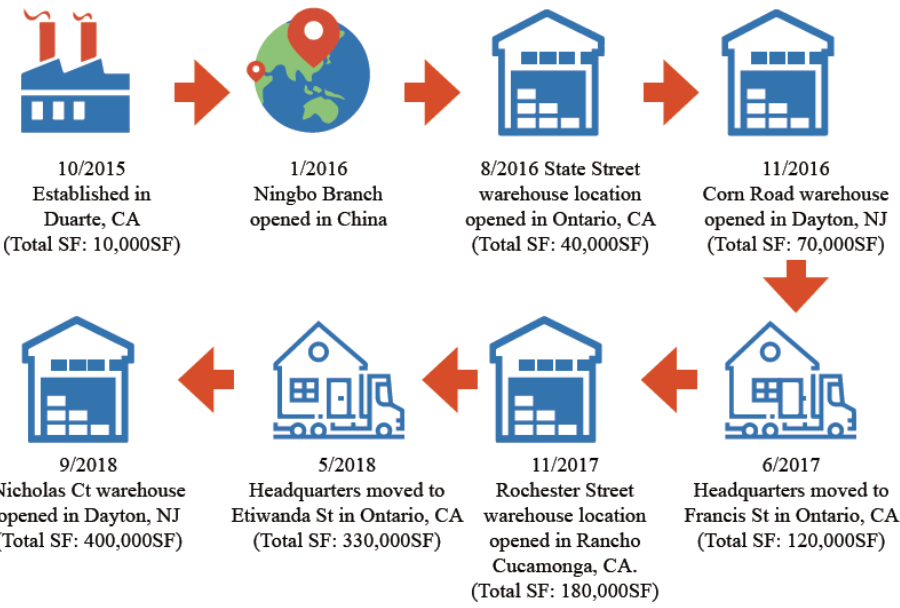 10/2015
Established in
Duarte, CA
(Total SF: 10,000SF)
1/2016
Ningbo Branch
opened in China
8/2016 State Street
warehouse location
opened in Ontario, CA
(Total SF: 40,000SF)
11/2016
Corn Road warehouse
opened in Dayton, NJ
(Total SF: 70,000SF)
6/2017
Headquarters moved to
Francis St in Ontario, CA
(Total SF: 120,000SF)
11/2017
Rochester Street
warehouse location
opened in Rancho
Cucamonga, CA.
(Total SF: 180,000SF)
5/2018
Headquarters moved to
Etiwanda St in Ontario, CA
(Total SF: 330,000SF)
9/2018
Nicholas Ct warehouse
opened in Dayton, NJ
(Total SF: 400,000SF)